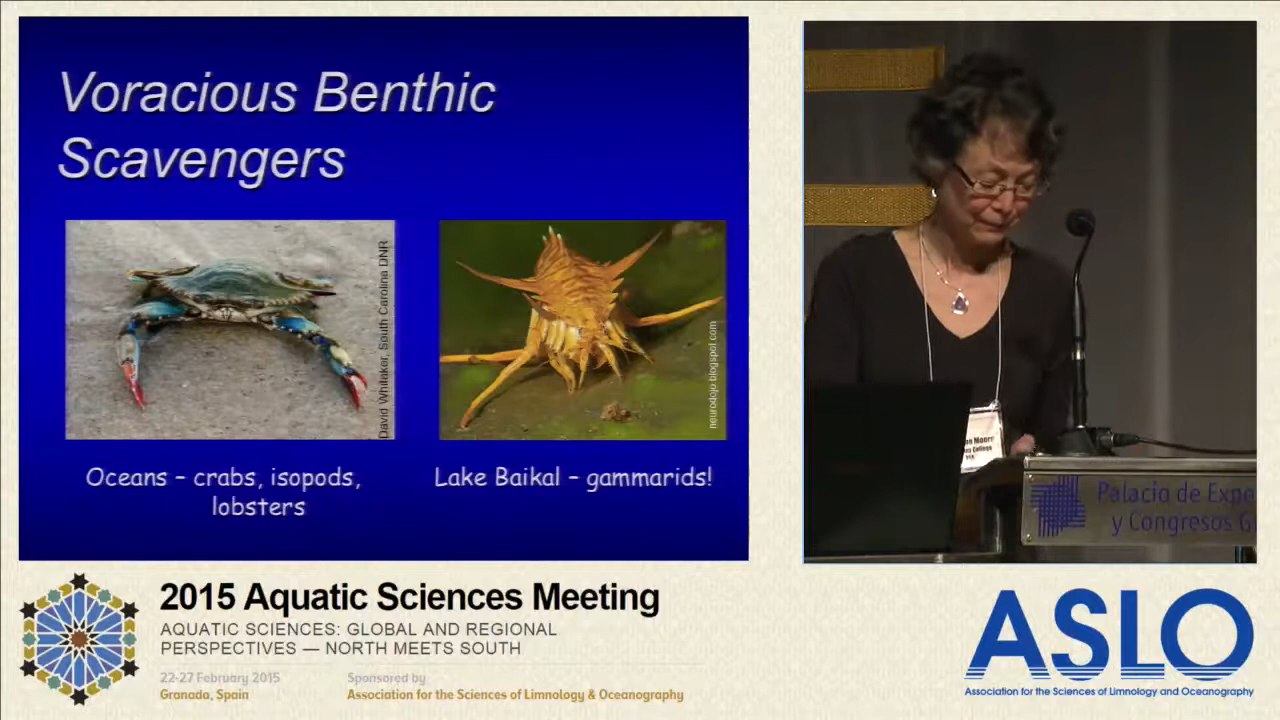 Voracious Benthic
Scavengers
David Whitaker, South Carolina DNR
neurodojo.blogspot.com
Oceans – crabs, isopods,
lobsters
Lake Baikal – gammarids!
Moore
College
Palacio de Expo
y Congresos G
2015 Aquatic Sciences Meeting
AQUATIC SCIENCES: GLOBAL AND REGIONAL
PERSPECTIVES — NORTH MEETS SOUTH
22-27 February 2015
Granada, Spain
Sponsored by
Association for the Sciences of Limnology & Oceanography
ASLO
Association for the Sciences of Limnology and Oceanography